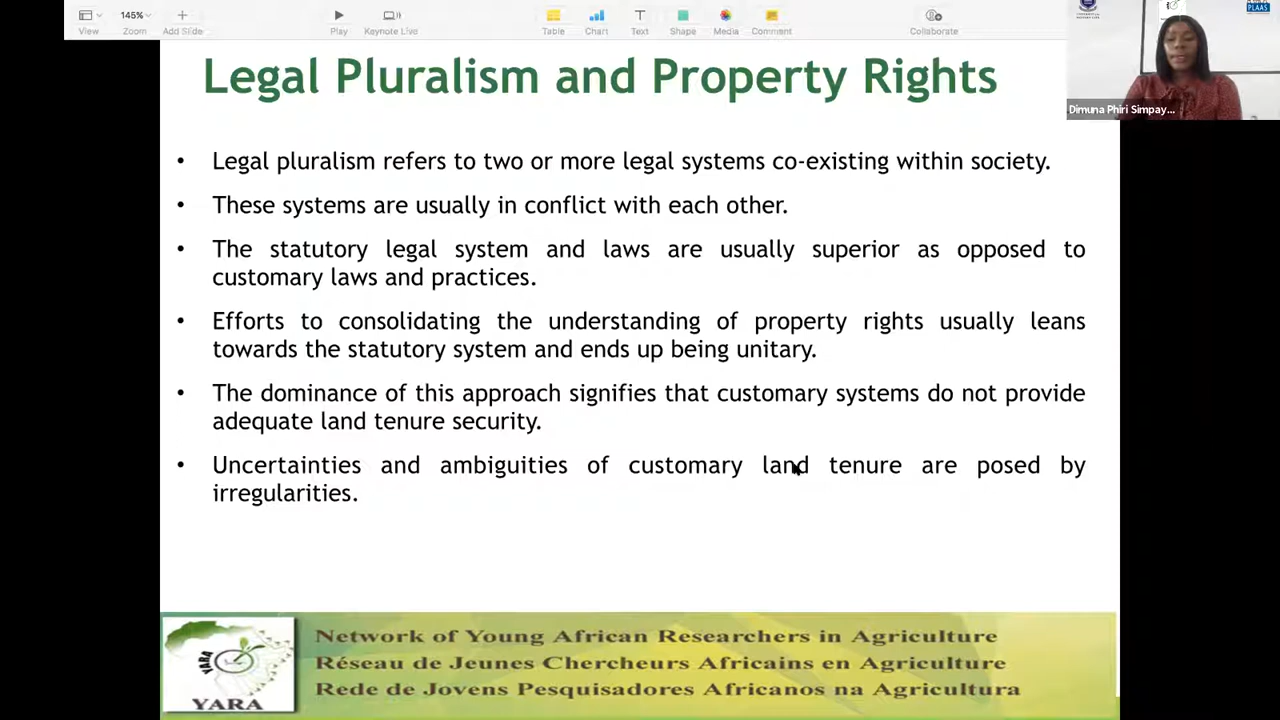 View
145%
Zoom
Add Slide
Play
Keynote Live
Table
Chart
Text
Shape
Media
Comment
Collaborate
PLAAS
Dimuna Phiri Simpay...
Legal Pluralism and Property Rights
• Legal pluralism refers to two or more legal systems co-existing within society.
• These systems are usually in conflict with each other.
• The statutory legal system and laws are usually superior as opposed to
customary laws and practices.
• Efforts to consolidating the understanding of property rights usually leans
towards the statutory system and ends up being unitary.
• The dominance of this approach signifies that customary systems do not provide
adequate land tenure security.
• Uncertainties and ambiguities of customary land tenure are posed by
irregularities.
YARA
YARA
Network of Young African Researchers in Agriculture
Réseau de Jeunes Chercheurs Africains en Agriculture
Rede de Jovens Pesquisadores Africanos na Agricultura